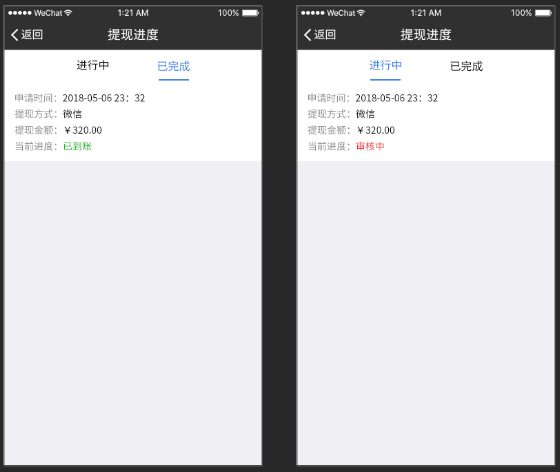 WeChat 1:21 AM 100%
返回 提现进度
进行中 已完成
申请时间：2018-05-06 23：32
提现方式：微信
提现金额：￥320.00
当前进度：已到账
WeChat 1:21 AM 100%
返回 提现进度
进行中 已完成
申请时间：2018-05-06 23：32
提现方式：微信
提现金额：￥320.00
当前进度：审核中